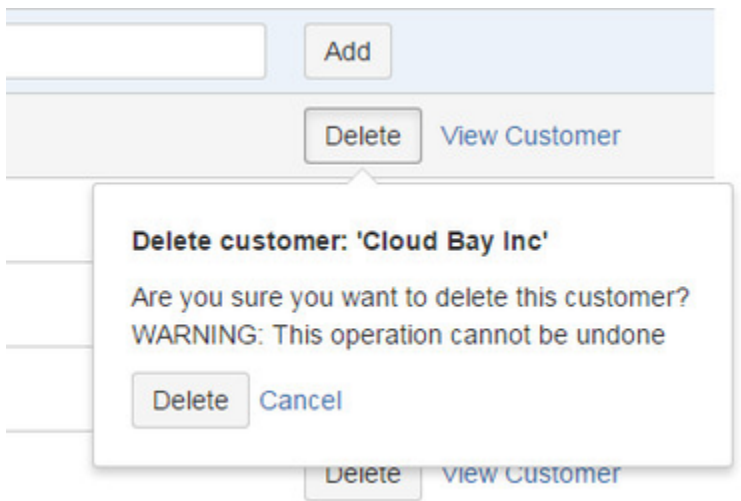 Add
Delete View Customer
Delete customer: 'Cloud Bay Inc'
Are you sure you want to delete this customer?
WARNING: This operation cannot be undone
Delete Cancel
Delete View Customer